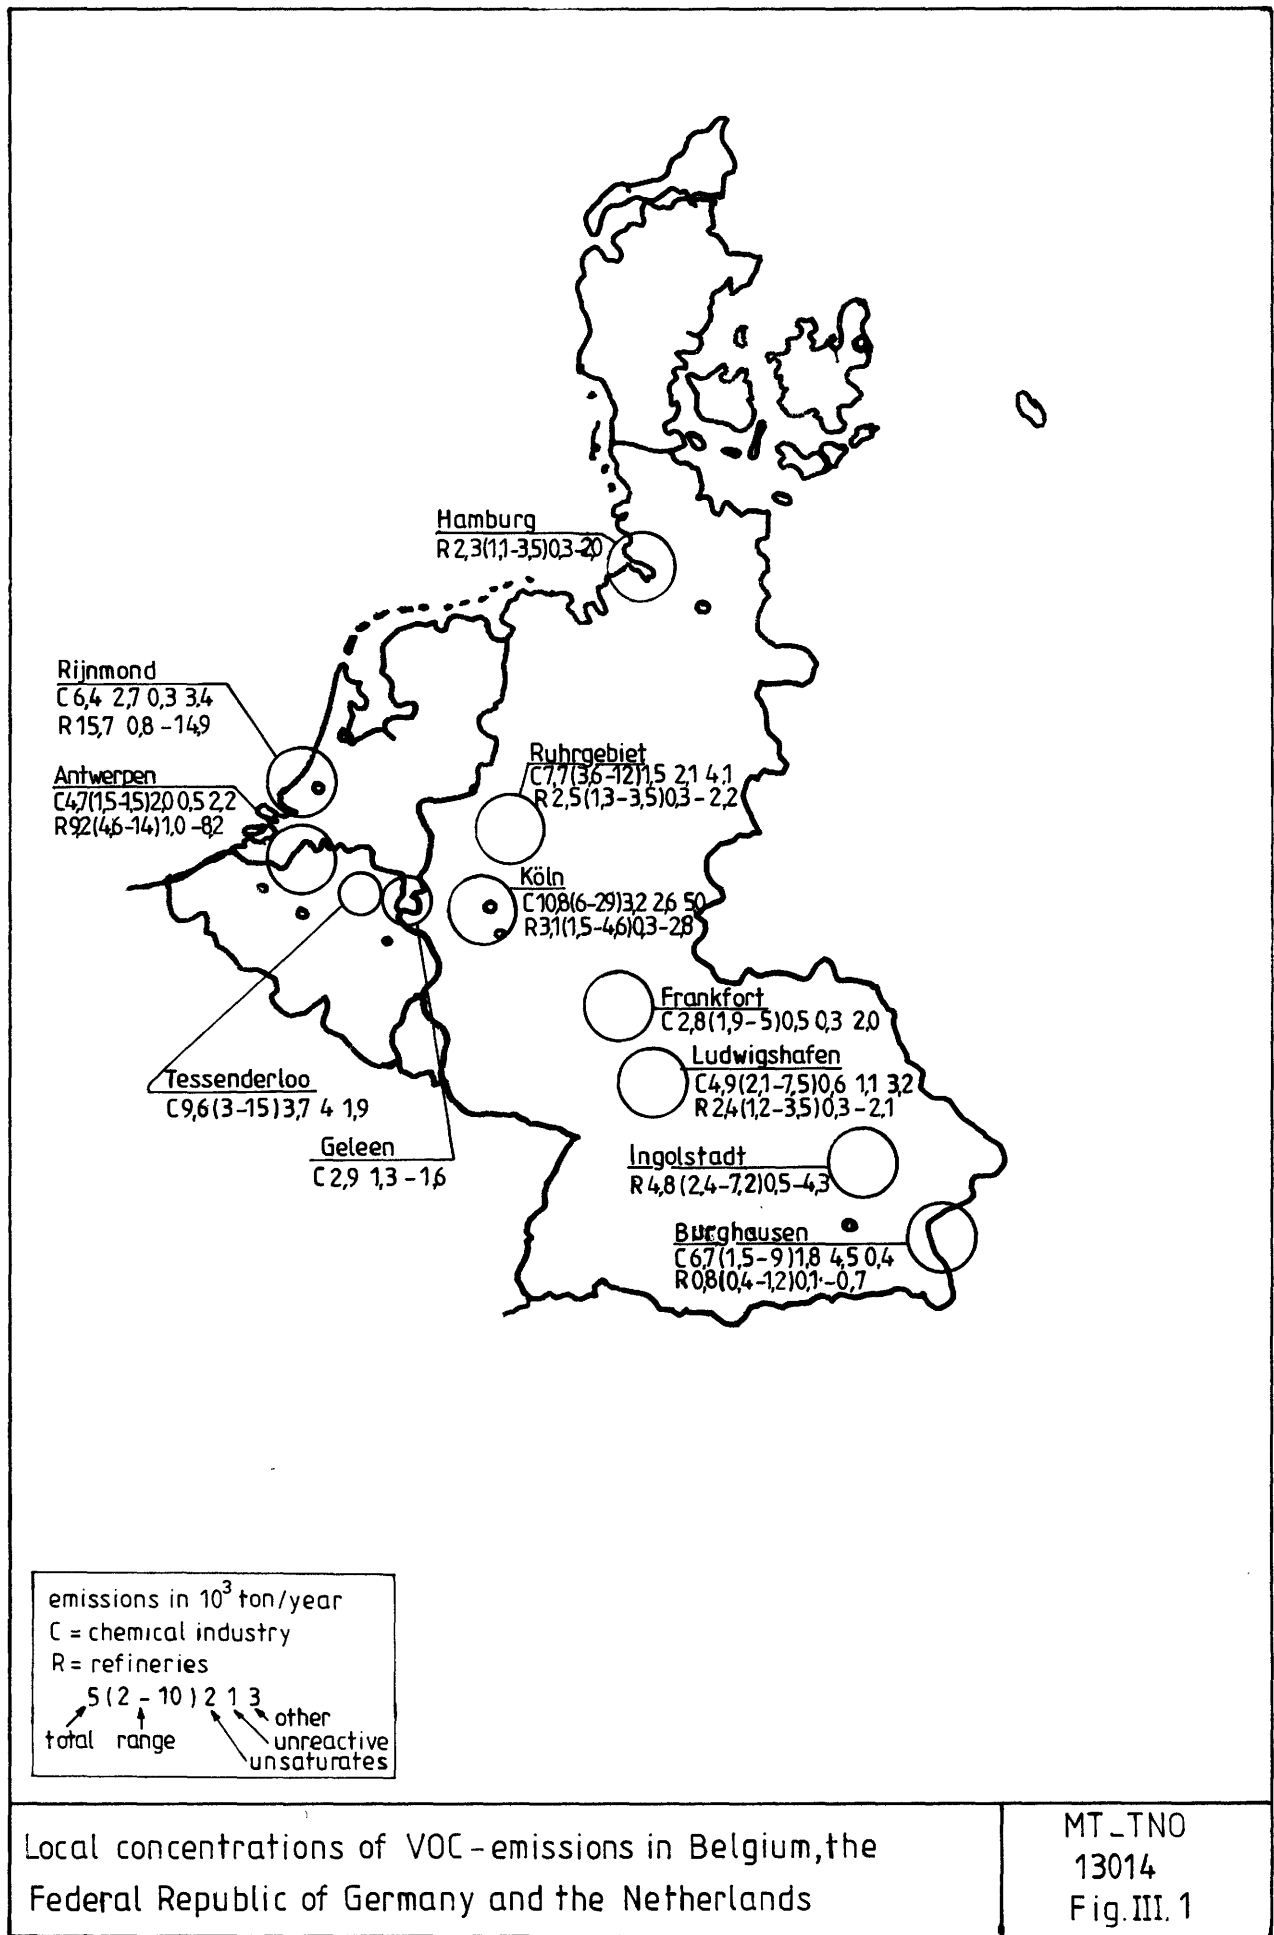 Hamburg
R 2,3(1,1-3,5)0,3-2,0
Rijnmond
C 6,4 2,7 0,3 3,4
R 15,7 0,8 - 14,9
Antwerpen
C4,7(1,5-1,5)2,0 0,5 2,2
R9,2(4,6-14)1,0 -8,2
Ruhrgebiet
C7,7(3,6-12)1,5 2,1 4,1
R 2,5(1,3-3,5)0,3-2,2
Köln
C10,8(6-29)3,2 2,6 5,0
R3,1(1,5-4,6)0,3-2,8
Frankfort
C 2,8(1,9-5)0,5 0,3 2,0
Ludwigshafen
C4,9(2,1-7,5)0,6 1,1 3,2
R 2,4(1,2-3,5)0,3-2,1
Tessenderloo
C9,6(3-15)3,7 4 1,9
Geleen
C 2,9 1,3 - 1,6
Ingolstadt
R 4,8(2,4-7,2)0,5-4,3
Burghausen
C6,7(1,5-9)1,8 4,5 0,4
R 0,8(0,4-1,2)0,1-0,7
emissions in 10³ ton/year
C = chemical industry
R = refineries
5(2 - 10)2 1 3
other
total range unreactive
unsaturates
Local concentrations of VOC-emissions in Belgium, the
Federal Republic of Germany and the Netherlands
MT_TNO
13014
Fig. III. 1